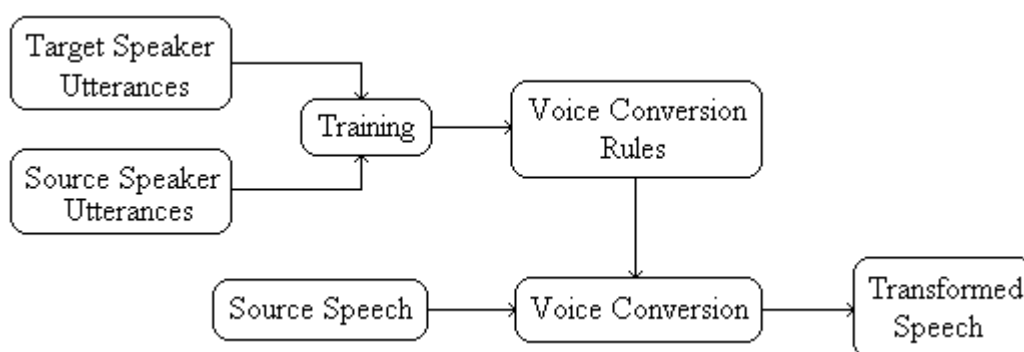 Target Speaker
Utterances
Training
Voice Conversion
Rules
Source Speaker
Utterances
Source Speech
Voice Conversion
Transformed
Speech